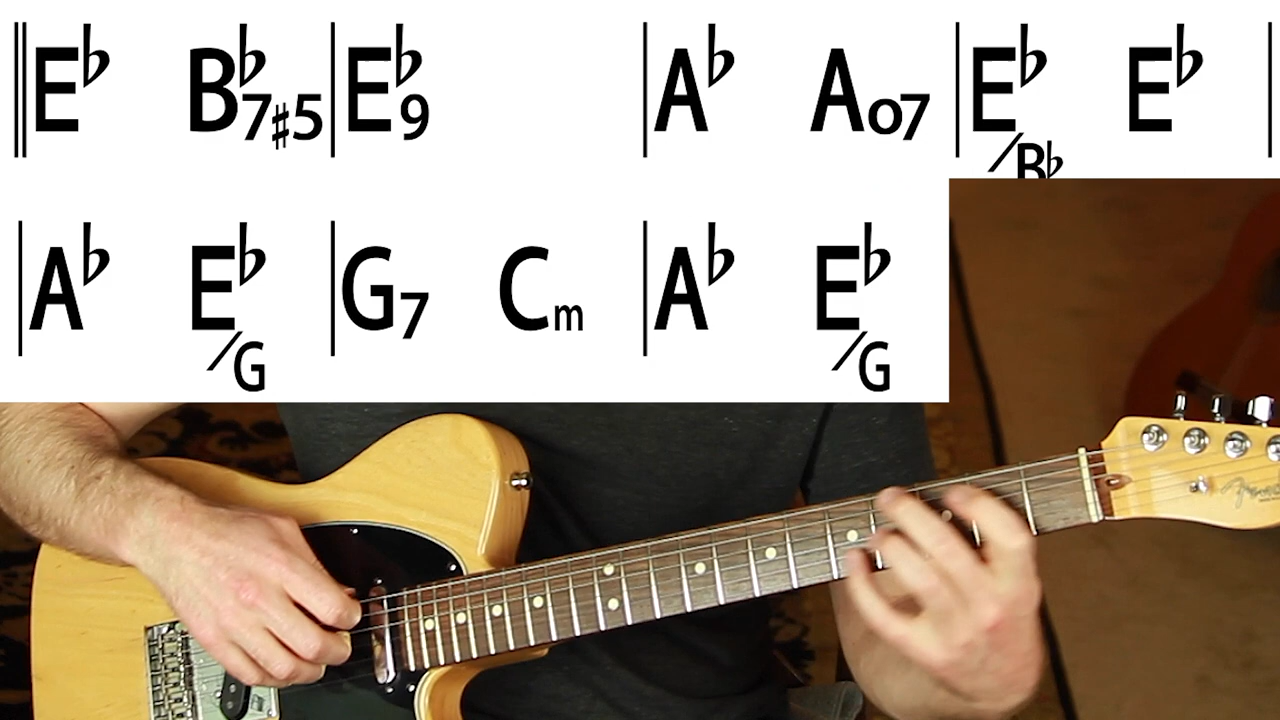 E♭ B♭7♯5 E♭9 A♭ Ao7 E♭/B♭ E♭
A♭ E♭/G G7 Cm A♭ E♭/G